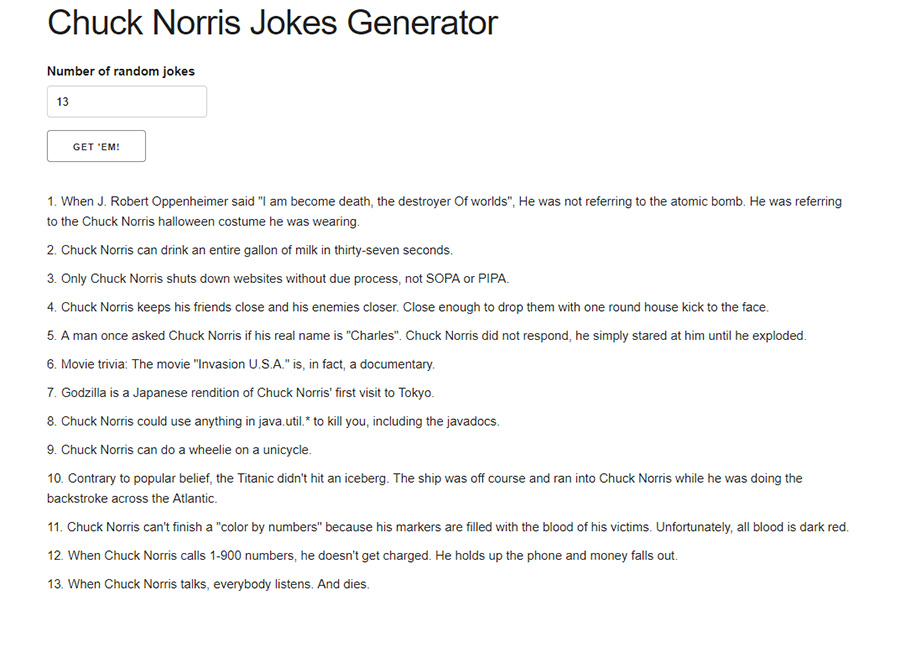 Chuck Norris Jokes Generator
Number of random jokes
13
GET 'EM!
1. When J. Robert Oppenheimer said "I am become death, the destroyer Of worlds", He was not referring to the atomic bomb. He was referring
to the Chuck Norris halloween costume he was wearing.
2. Chuck Norris can drink an entire gallon of milk in thirty-seven seconds.
3. Only Chuck Norris shuts down websites without due process, not SOPA or PIPA.
4. Chuck Norris keeps his friends close and his enemies closer. Close enough to drop them with one round house kick to the face.
5. A man once asked Chuck Norris if his real name is "Charles". Chuck Norris did not respond, he simply stared at him until he exploded.
6. Movie trivia: The movie "Invasion U.S.A." is, in fact, a documentary.
7. Godzilla is a Japanese rendition of Chuck Norris' first visit to Tokyo.
8. Chuck Norris could use anything in java.util.* to kill you, including the javadocs.
9. Chuck Norris can do a wheelie on a unicycle.
10. Contrary to popular belief, the Titanic didn't hit an iceberg. The ship was off course and ran into Chuck Norris while he was doing the
backstroke across the Atlantic.
11. Chuck Norris can't finish a "color by numbers" because his markers are filled with the blood of his victims. Unfortunately, all blood is dark red.
12. When Chuck Norris calls 1-900 numbers, he doesn't get charged. He holds up the phone and money falls out.
13. When Chuck Norris talks, everybody listens. And dies.